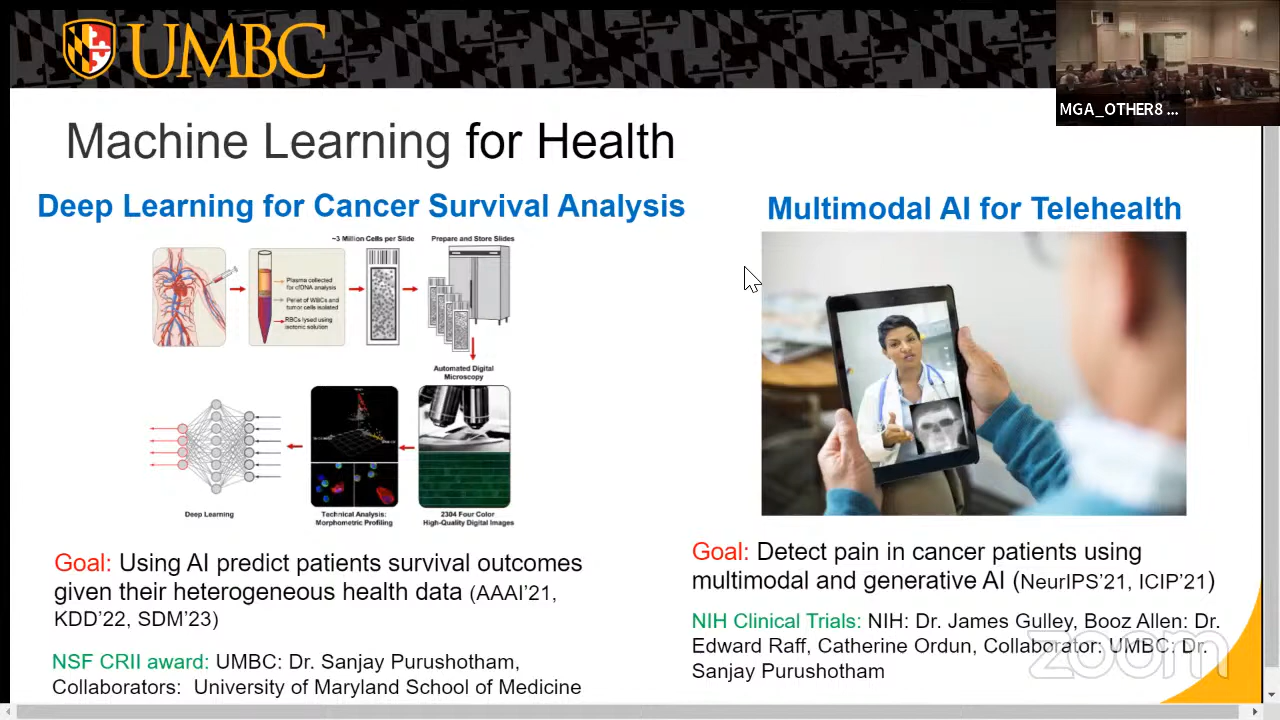 UMBC
MGA_OTHER8 ...
Machine Learning for Health
Deep Learning for Cancer Survival Analysis
~3 Million Cells per Slide
Prepare and Store Slides
Plasma collected
for cfDNA analysis
Pellet of WBCs and
tumor cells isolated
RBCs lysed using
isotonic solution
Automated Digital
Microscopy
Deep Learning
Technical Analysis:
Morphometric Profiling
2304 Four Color
High-Quality Digital Images
Goal: Using AI predict patients survival outcomes
given their heterogeneous health data (AAAI'21,
KDD'22, SDM'23)
NSF CRII award: UMBC: Dr. Sanjay Purushotham,
Collaborators: University of Maryland School of Medicine
Multimodal AI for Telehealth
Goal: Detect pain in cancer patients using
multimodal and generative AI (NeurIPS'21, ICIP'21)
NIH Clinical Trials: NIH: Dr. James Gulley, Booz Allen: Dr.
Edward Raff, Catherine Ordun, Collaborator: UMBC: Dr.
Sanjay Purushotham
zoom